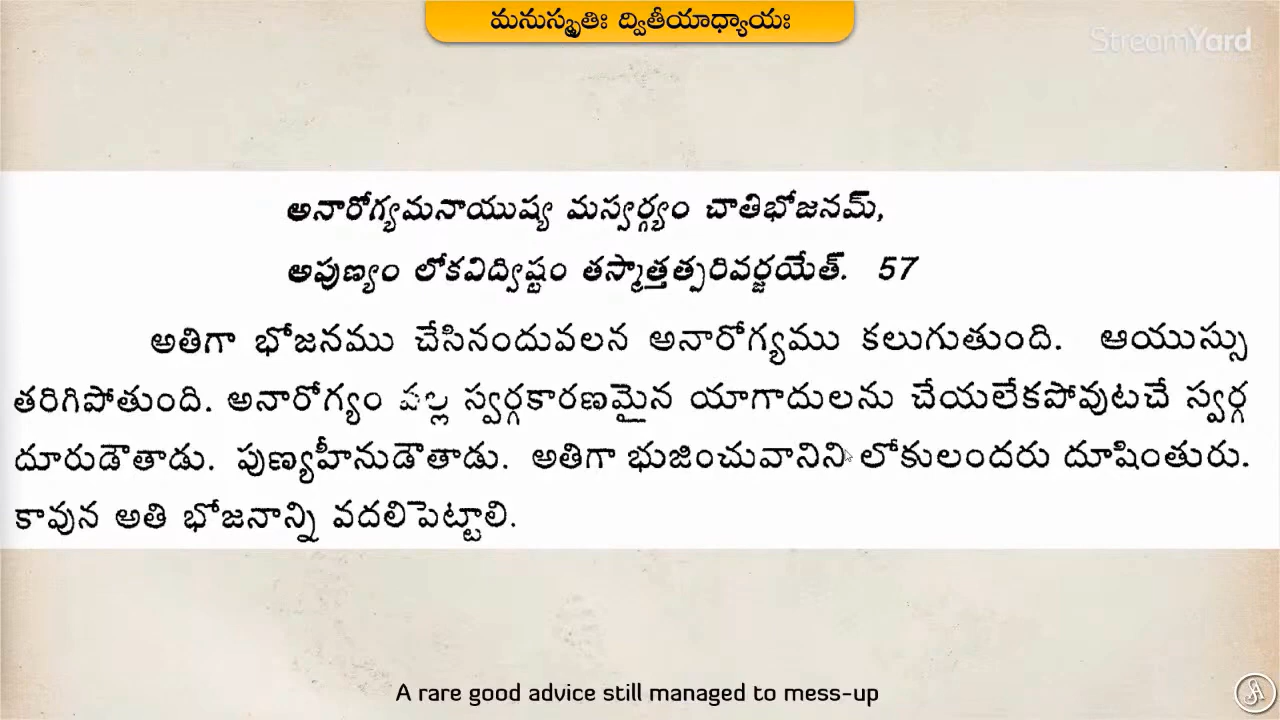 మనుస్మృతిః ద్వితీయాధ్యాయః
StreamYard
అనారోగ్యమనాయుష్య మస్వర్గ్యం చాతిభోజనమ్,
అపుణ్యం లోకవిద్విష్టం తస్మాత్తత్పరివర్జయేత్. 57
అతిగా భోజనము చేసినందువలన అనారోగ్యము కలుగుతుంది. ఆయుస్సు
తరిగిపోతుంది. అనారోగ్యం వల్ల స్వర్గకారణమైన యాగాదులను చేయలేకపోవుటచే స్వర్గ
దూరుడౌతాడు. పుణ్యహీనుడౌతాడు. అతిగా భుజించువానిని లోకులందరు దూషింతురు.
కావున అతి భోజనాన్ని వదలిపెట్టాలి.
A rare good advice still managed to mess-up